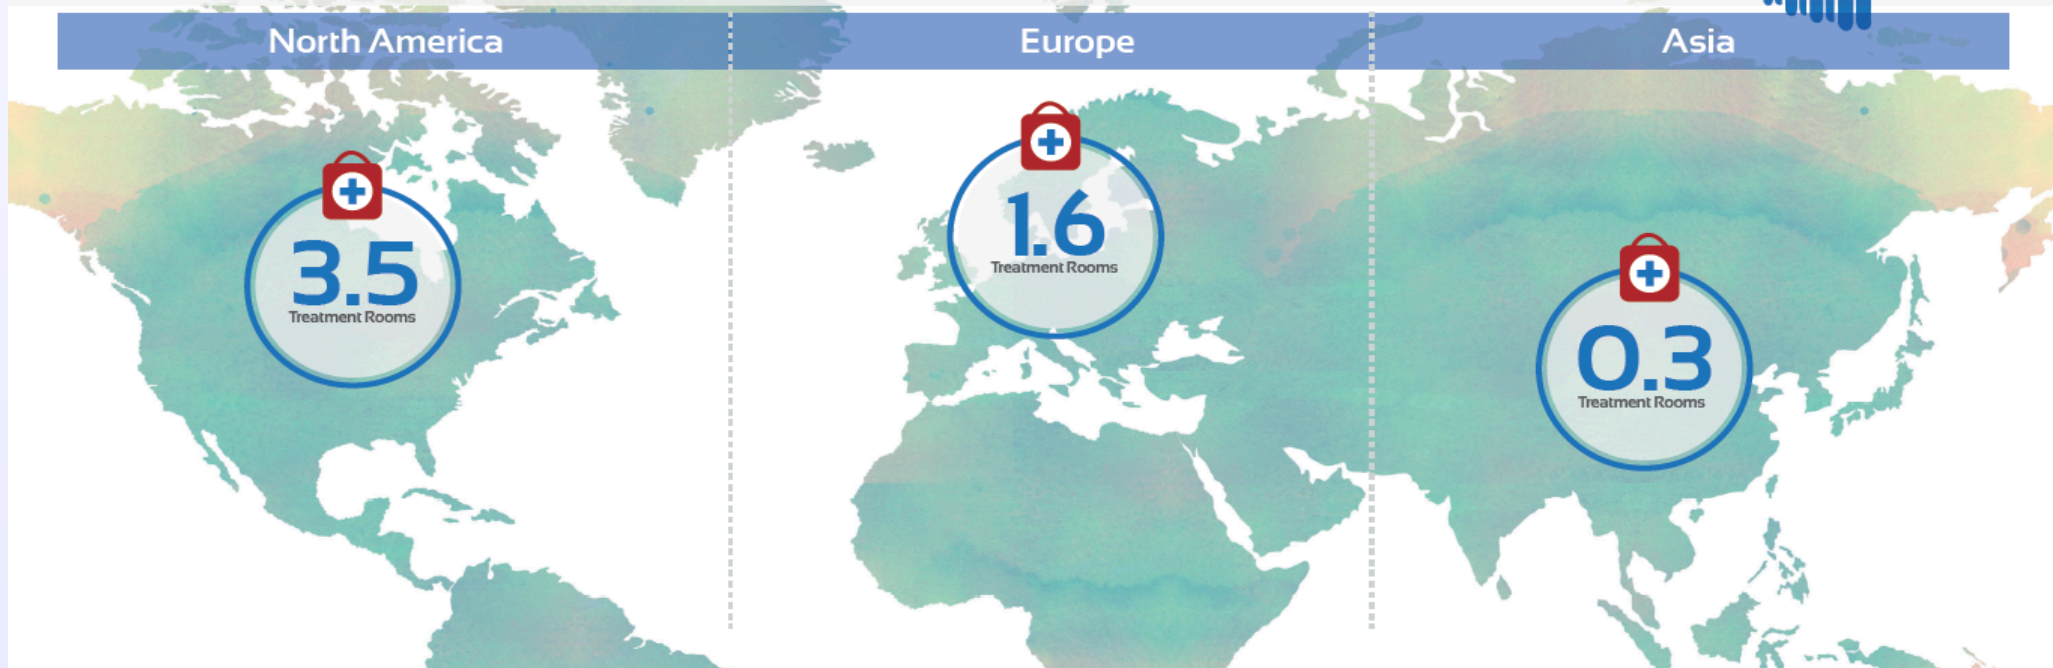 North America
Europe
Asia
3.5
Treatment Rooms
1.6
Treatment Rooms
0.3
Treatment Rooms